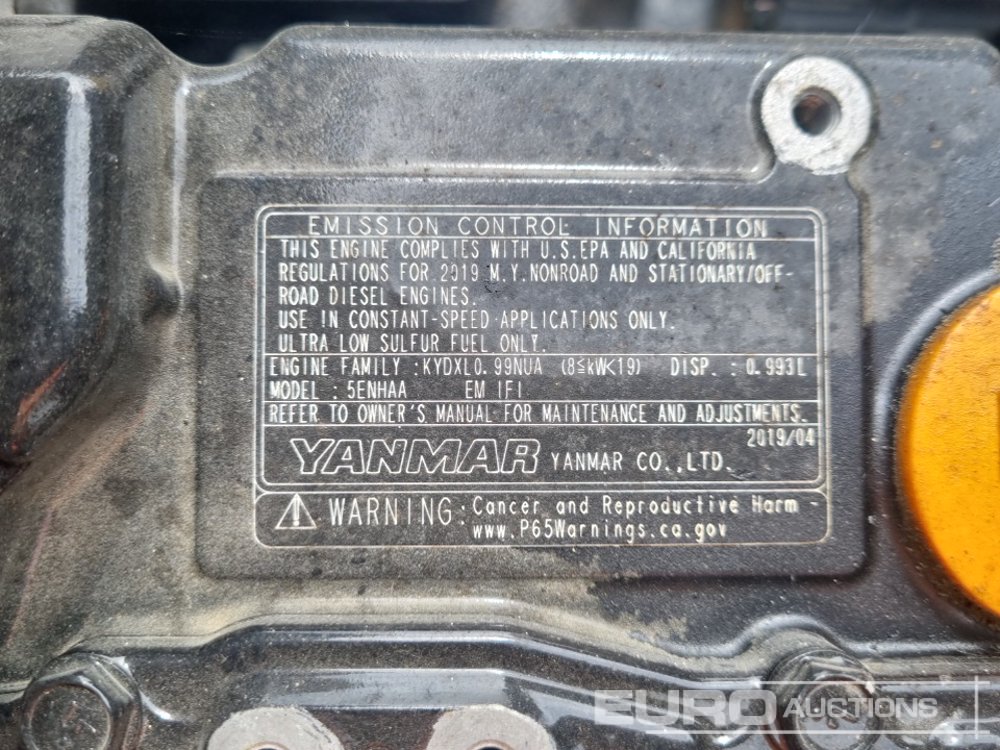 EMISSION CONTROL INFORMATION
THIS ENGINE COMPLIES WITH U.S.EPA AND CALIFORNIA
REGULATIONS FOR 2019 M.Y.NONROAD AND STATIONARY/OFF-
ROAD DIESEL ENGINES.
USE IN CONSTANT-SPEED APPLICATIONS ONLY.
ULTRA LOW SULFUR FUEL ONLY.
ENGINE FAMILY :KYDXL0.99NUA (8≤kW<19) DISP. :0.993L
MODEL :5ENHAA EM IFI
REFER TO OWNER'S MANUAL FOR MAINTENANCE AND ADJUSTMENTS.
2019/04
YANMAR YANMAR CO.,LTD.
WARNING:Cancer and Reproductive Harm -
www.P65Warnings.ca.gov
EURO AUCTIONS